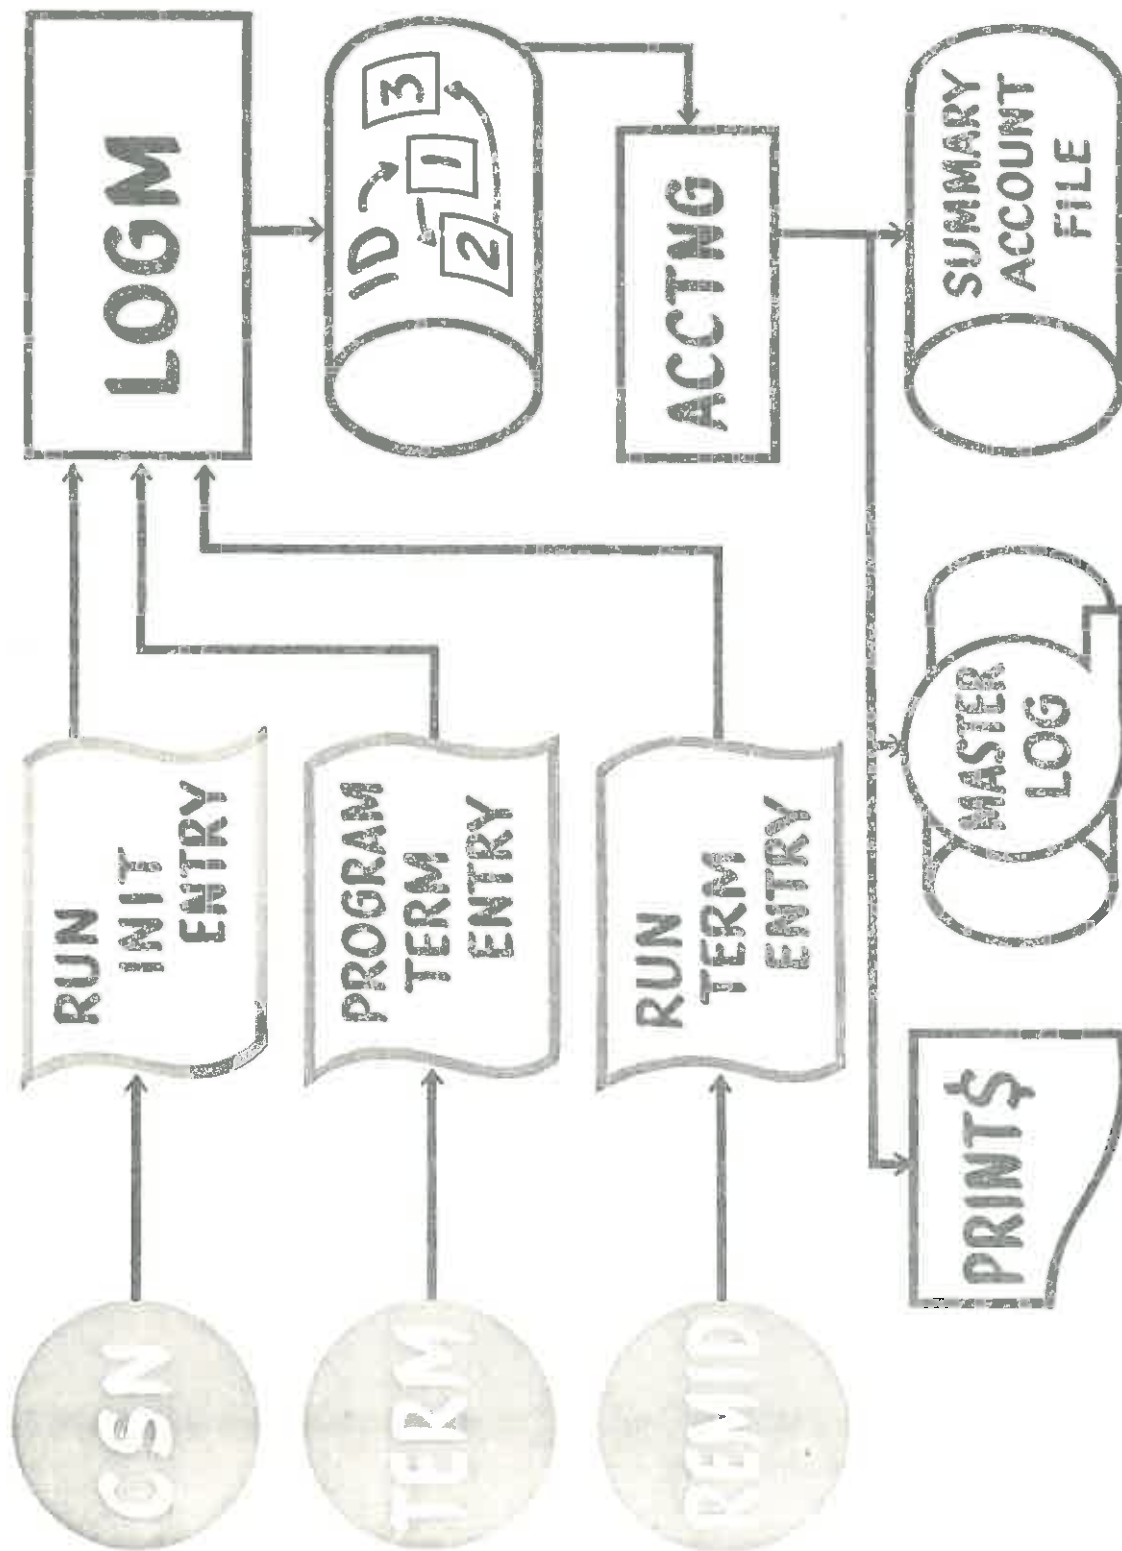 CSN
RUN
INIT
ENTRY
LOGM
TERM
PROGRAM
TERM
ENTRY
ID
3
1
2
REMID
RUN
TERM
ENTRY
ACCTNG
PRINT$
MASTER
LOG
SUMMARY
ACCOUNT
FILE